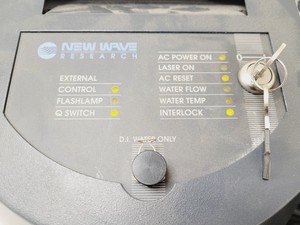 NEW WAVE
RESEARCH
EXTERNAL
CONTROL
FLASHLAMP
Q SWITCH
AC POWER ON
LASER ON
AC RESET
WATER FLOW
WATER TEMP
INTERLOCK
D.I. WATER ONLY